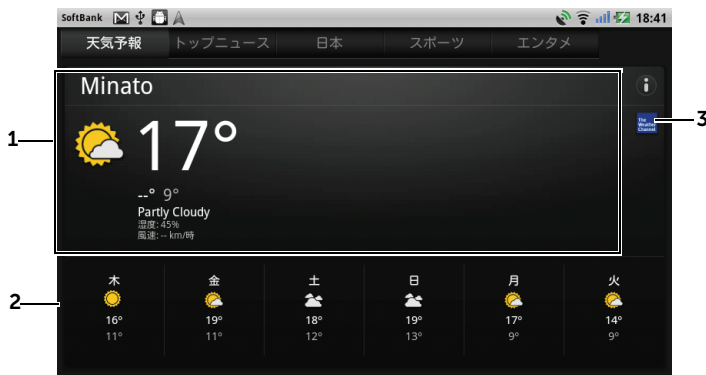 SoftBank 18:41
天気予報 トップニュース 日本 スポーツ エンタメ
Minato
1
17°
3
The Weather Channel
--° 9°
Partly Cloudy
湿度: 45%
風速: -- km/時
2
木 金 土 日 月 火
16° 19° 18° 19° 17° 14°
11° 11° 12° 13° 9° 9°